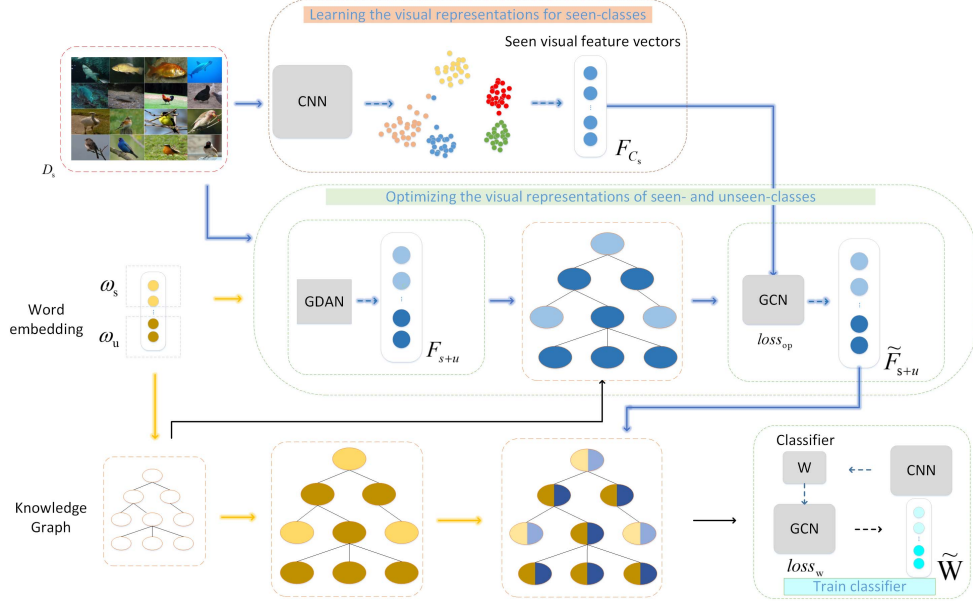 Learning the visual representations for seen-classes
Seen visual feature vectors
CNN
F_{C_s}
D_s
Optimizing the visual representations of seen- and unseen-classes
GDAN
F_{s+u}
GCN
loss_{op}
F̃_{s+u}
ω_s
Word
embedding
ω_u
Knowledge
Graph
Classifier
W
CNN
GCN
loss_w
W̃
Train classifier